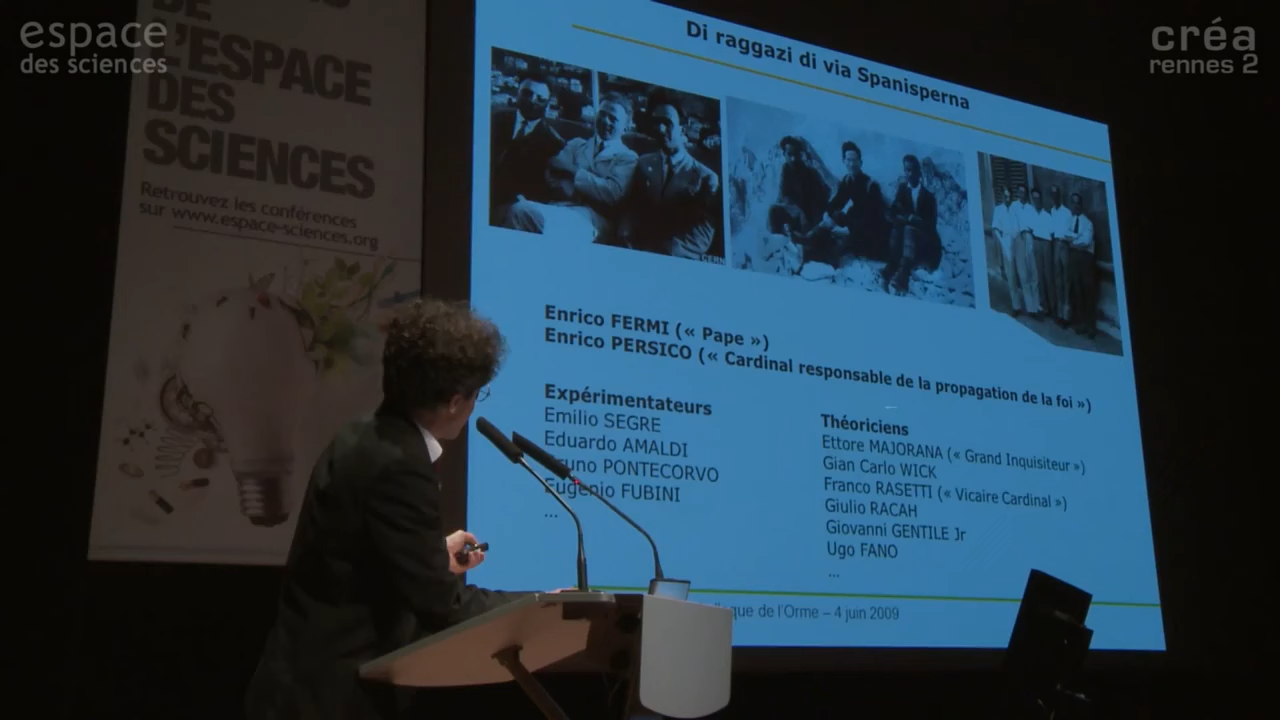 espace
des sciences
créa
rennes 2
DE
L'ESPACE
DES
SCIENCES
Retrouvez les conférences
sur www.espace-sciences.org
Di raggazi di via Spanisperna
CERN
Enrico FERMI (« Pape »)
Enrico PERSICO (« Cardinal responsable de la propagation de la foi »)
Expérimentateurs
Emilio SEGRE
Eduardo AMALDI
Bruno PONTECORVO
Eugenio FUBINI
...
Théoriciens
Ettore MAJORANA (« Grand Inquisiteur »)
Gian Carlo WICK
Franco RASETTI (« Vicaire Cardinal »)
Giulio RACAH
Giovanni GENTILE Jr
Ugo FANO
...
de l'Orme – 4 juin 2009